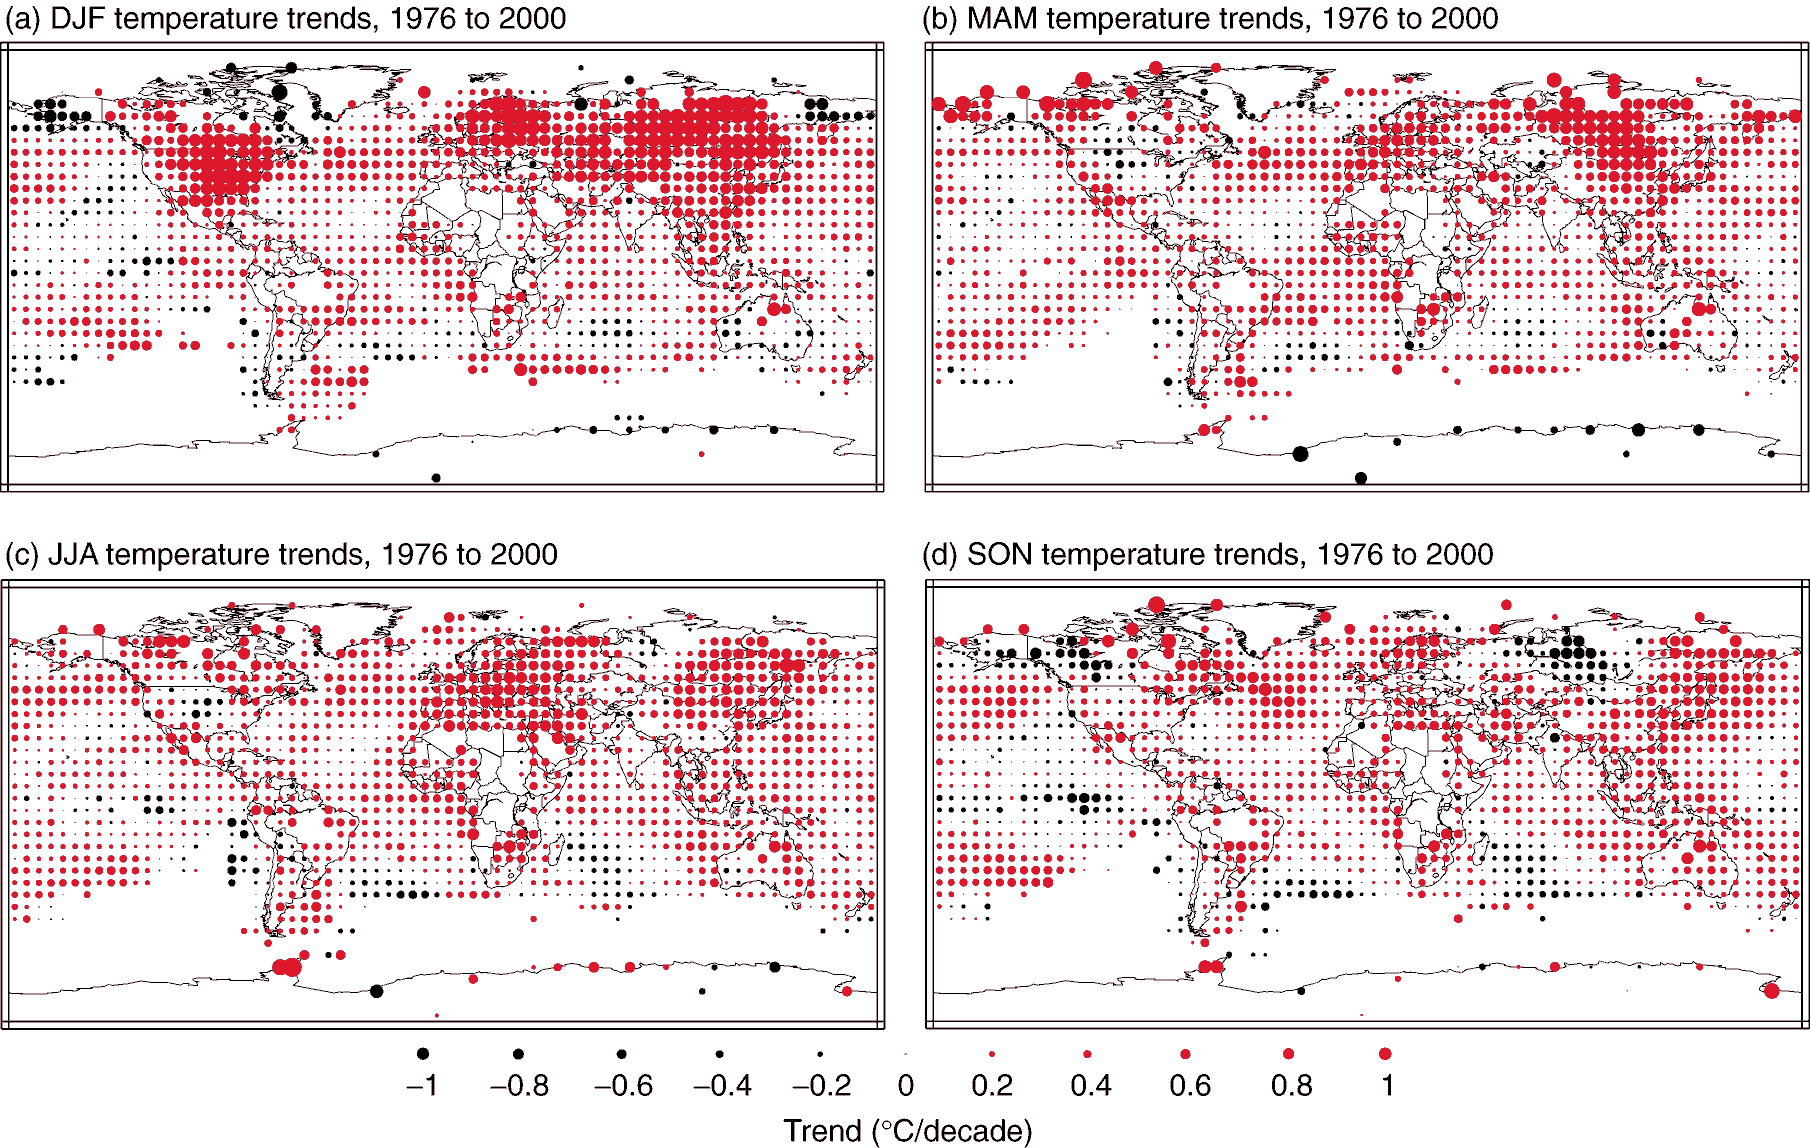 (a) DJF temperature trends, 1976 to 2000
(b) MAM temperature trends, 1976 to 2000
(c) JJA temperature trends, 1976 to 2000
(d) SON temperature trends, 1976 to 2000
−1 −0.8 −0.6 −0.4 −0.2 0 0.2 0.4 0.6 0.8 1
Trend (°C/decade)